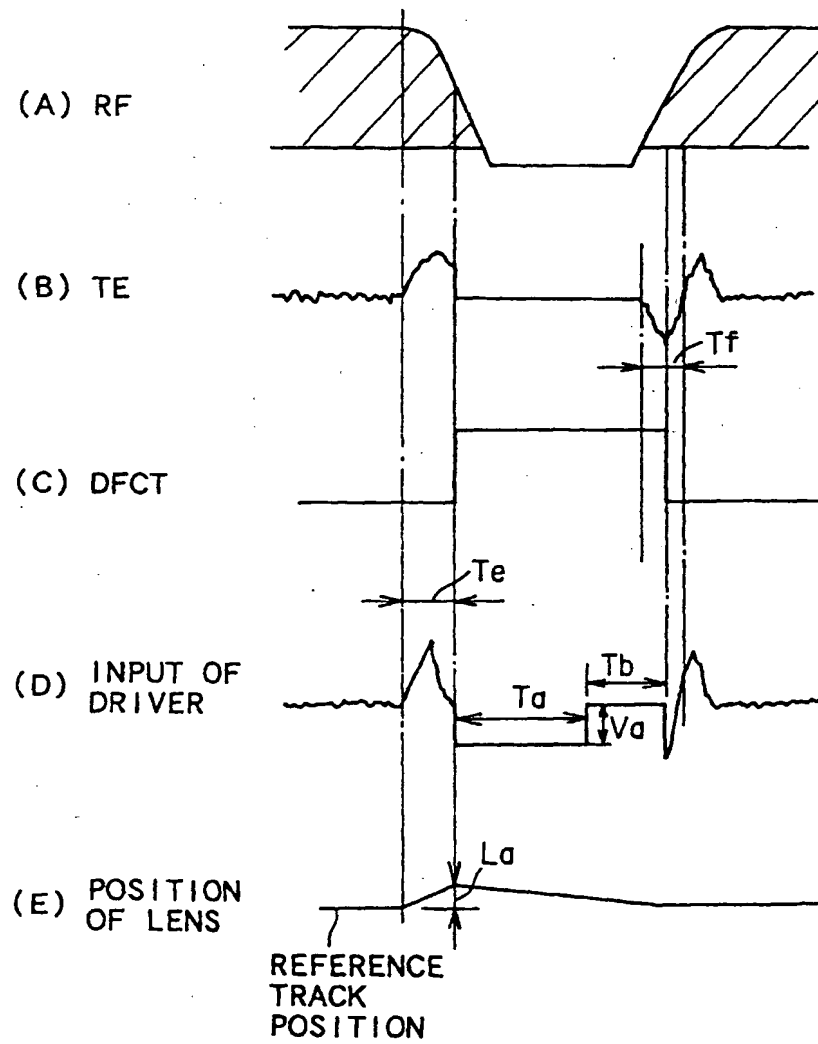 (A) RF
(B) TE
Tf
(C) DFCT
Te
(D) INPUT OF
DRIVER
Ta
Tb
Va
La
(E) POSITION
OF LENS
REFERENCE
TRACK
POSITION